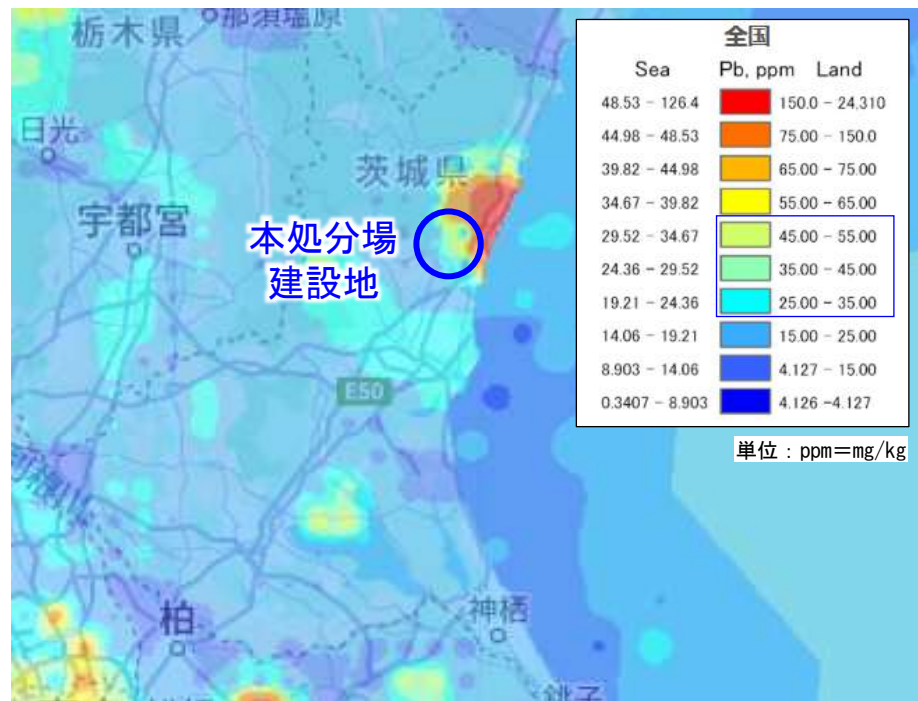 那須塩原
栃木県
日光
茨城県
宇都宮
本処分場
建設地
E50
柏
神栖
銚子
全国
Sea Pb, ppm Land
48.53 - 126.4 150.0 - 24,310
44.98 - 48.53 75.00 - 150.0
39.82 - 44.98 65.00 - 75.00
34.67 - 39.82 55.00 - 65.00
29.52 - 34.67 45.00 - 55.00
24.36 - 29.52 35.00 - 45.00
19.21 - 24.36 25.00 - 35.00
14.06 - 19.21 15.00 - 25.00
8.903 - 14.06 4.127 - 15.00
0.3407 - 8.903 4.126 -4.127
単位：ppm＝mg/kg